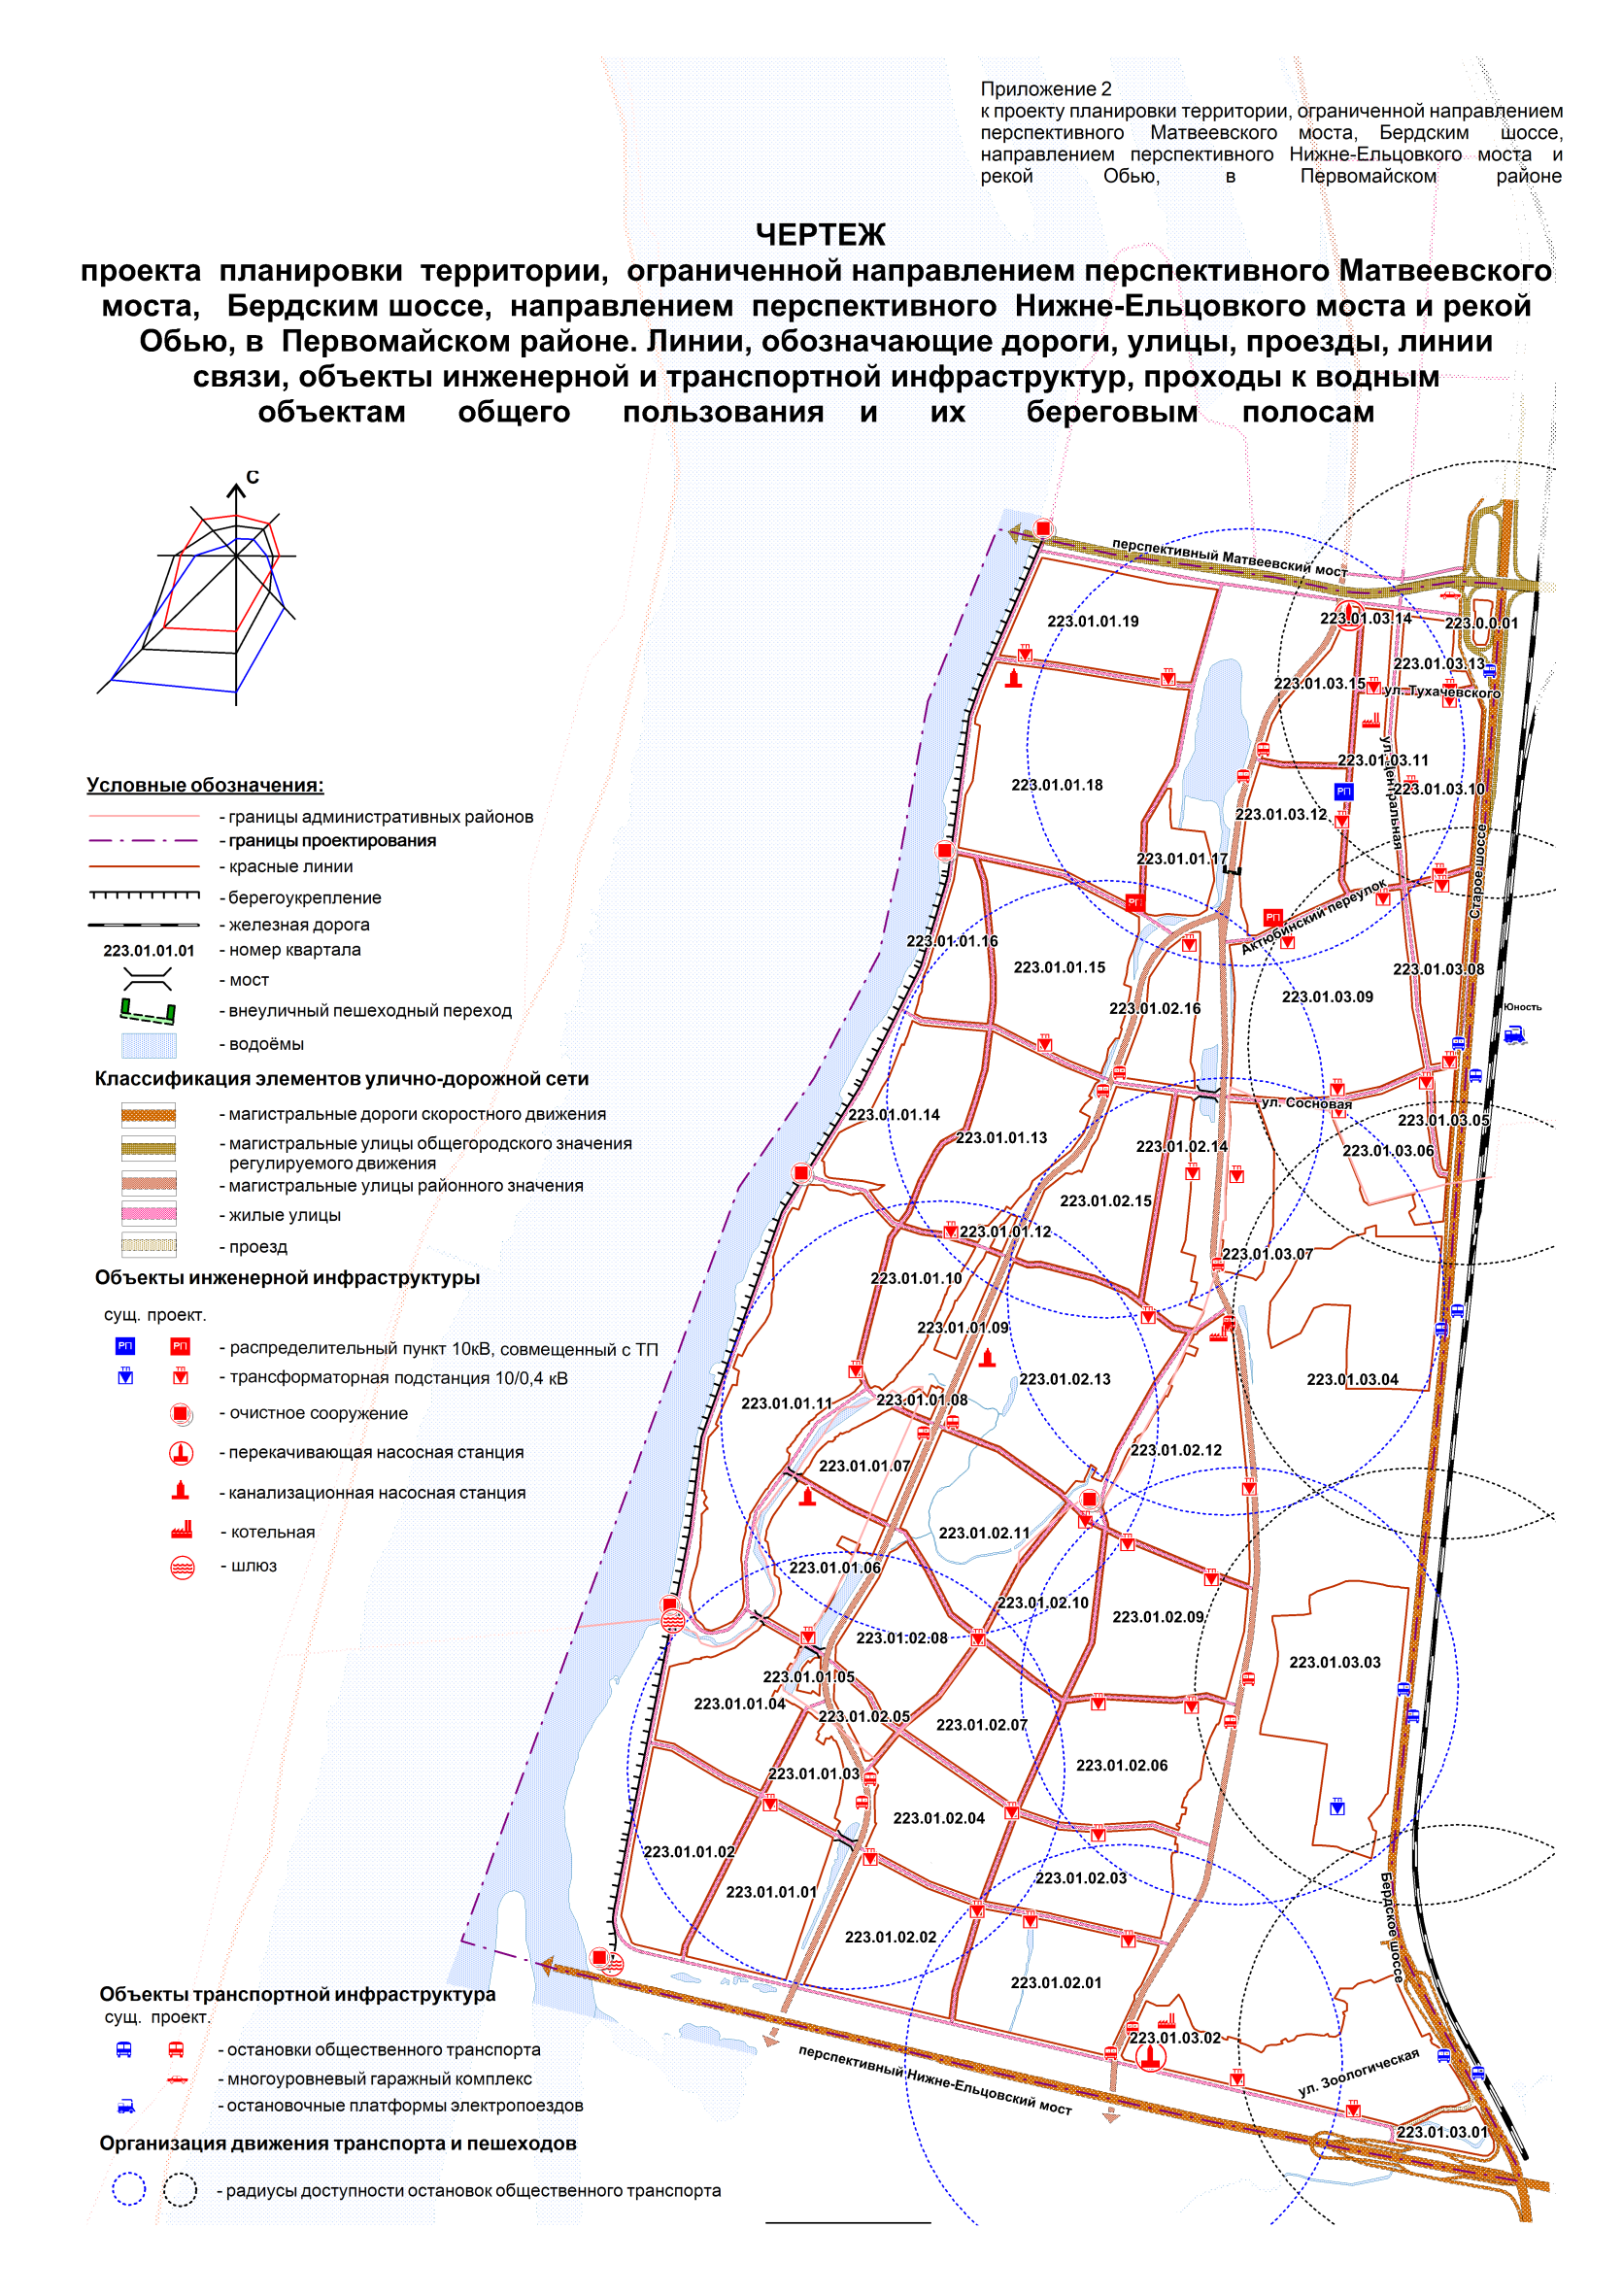 Приложение 2
к проекту планировки территории, ограниченной направлением
перспективного Матвеевского моста, Бердским шоссе,
направлением перспективного Нижне-Ельцовкого моста и
рекой Обью, в Первомайском районе
ЧЕРТЕЖ
проекта планировки территории, ограниченной направлением перспективного Матвеевского
моста, Бердским шоссе, направлением перспективного Нижне-Ельцовкого моста и рекой
Обью, в Первомайском районе. Линии, обозначающие дороги, улицы, проезды, линии
связи, объекты инженерной и транспортной инфраструктур, проходы к водным
объектам общего пользования и их береговым полосам
С
Условные обозначения:
- границы административных районов
- границы проектирования
- красные линии
- берегоукрепление
- железная дорога
223.01.01.01 - номер квартала
- мост
- внеуличный пешеходный переход
- водоёмы
Классификация элементов улично-дорожной сети
- магистральные дороги скоростного движения
- магистральные улицы общегородского значения
регулируемого движения
- магистральные улицы районного значения
- жилые улицы
- проезд
Объекты инженерной инфраструктуры
сущ. проект.
РП РП - распределительный пункт 10кВ, совмещенный с ТП
ТП ТП - трансформаторная подстанция 10/0,4 кВ
- очистное сооружение
- перекачивающая насосная станция
- канализационная насосная станция
- котельная
- шлюз
Объекты транспортной инфраструктура
сущ. проект.
- остановки общественного транспорта
- многоуровневый гаражный комплекс
- остановочные платформы электропоездов
Организация движения транспорта и пешеходов
- радиусы доступности остановок общественного транспорта
перспективный Матвеевский мост
223.01.01.19
223.01.03.14
223.0.0.01
223.01.03.13
223.01.03.15
ул. Тухачевского
223.01.03.11
ул. Центральная
223.01.01.18
РП
223.01.03.10
223.01.03.12
223.01.01.17
Старое шоссе
РП
РП
Актюбинский переулок
223.01.01.16
223.01.01.15
223.01.03.08
223.01.03.09
223.01.02.16
Юность
ул. Сосновая
223.01.01.14
223.01.03.05
223.01.01.13
223.01.02.14
223.01.03.06
223.01.02.15
223.01.01.12
223.01.03.07
223.01.01.10
223.01.01.09
223.01.02.13
223.01.03.04
223.01.01.11
223.01.01.08
223.01.02.12
223.01.01.07
223.01.02.11
223.01.01.06
223.01.02.10
223.01.02.09
223.01.02.08
223.01.03.03
223.01.01.05
223.01.01.04
223.01.02.05
223.01.02.07
223.01.02.06
223.01.01.03
223.01.02.04
223.01.01.02
223.01.02.03
223.01.01.01
Бердское шоссе
223.01.02.02
223.01.02.01
223.01.03.02
перспективный Нижне-Ельцовский мост
ул. Зоологическая
223.01.03.01